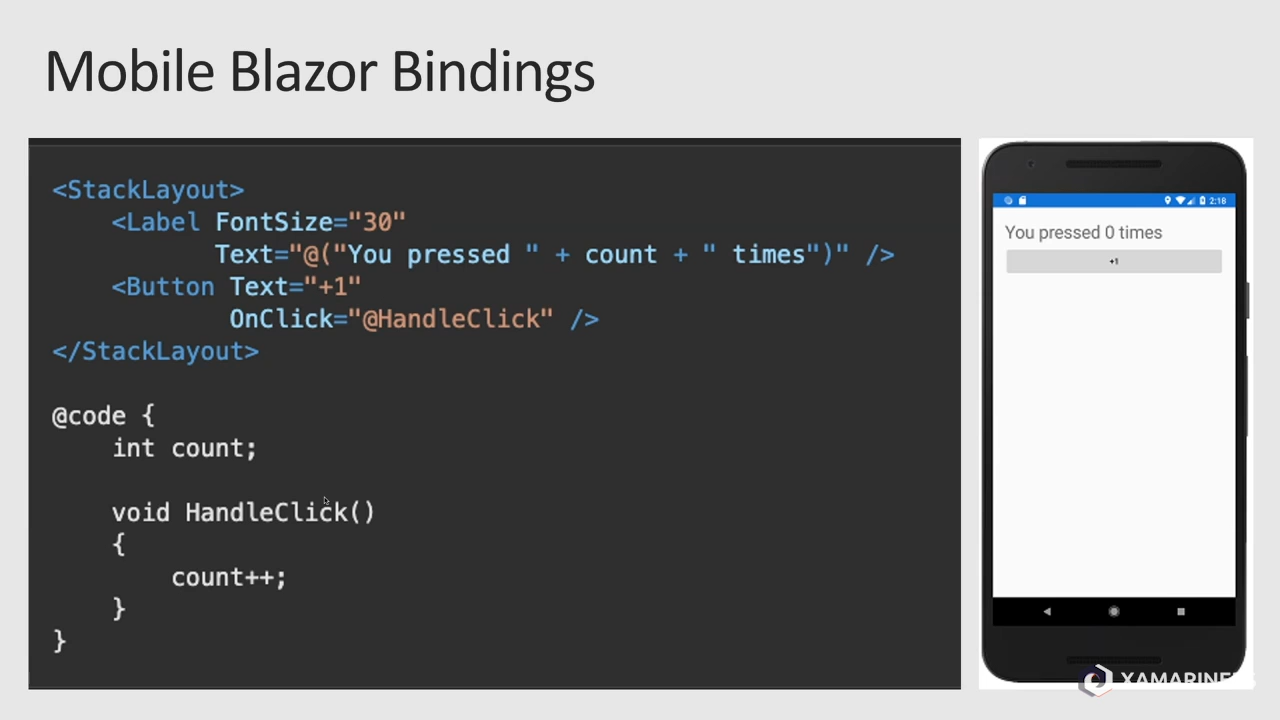 Mobile Blazor Bindings
<StackLayout>
    <Label FontSize="30"
           Text="@("You pressed " + count + " times")" />
    <Button Text="+1"
            OnClick="@HandleClick" />
</StackLayout>
@code {
    int count;
    void HandleClick()
    {
        count++;
    }
}
2:18
You pressed 0 times
+1
XAMARINERS